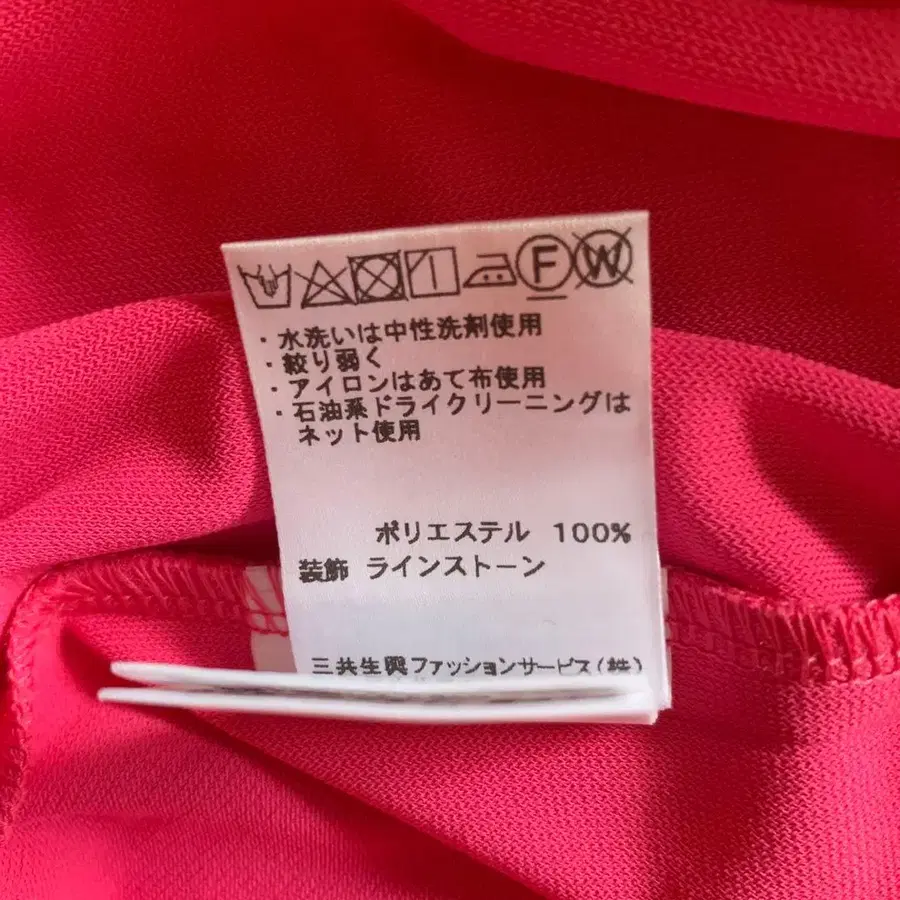 F W
・水洗いは中性洗剤使用
・絞り弱く
・アイロンはあて布使用
・石油系ドライクリーニングは
ネット使用
ポリエステル 100%
装飾 ラインストーン
三共生興ファッションサービス(株)